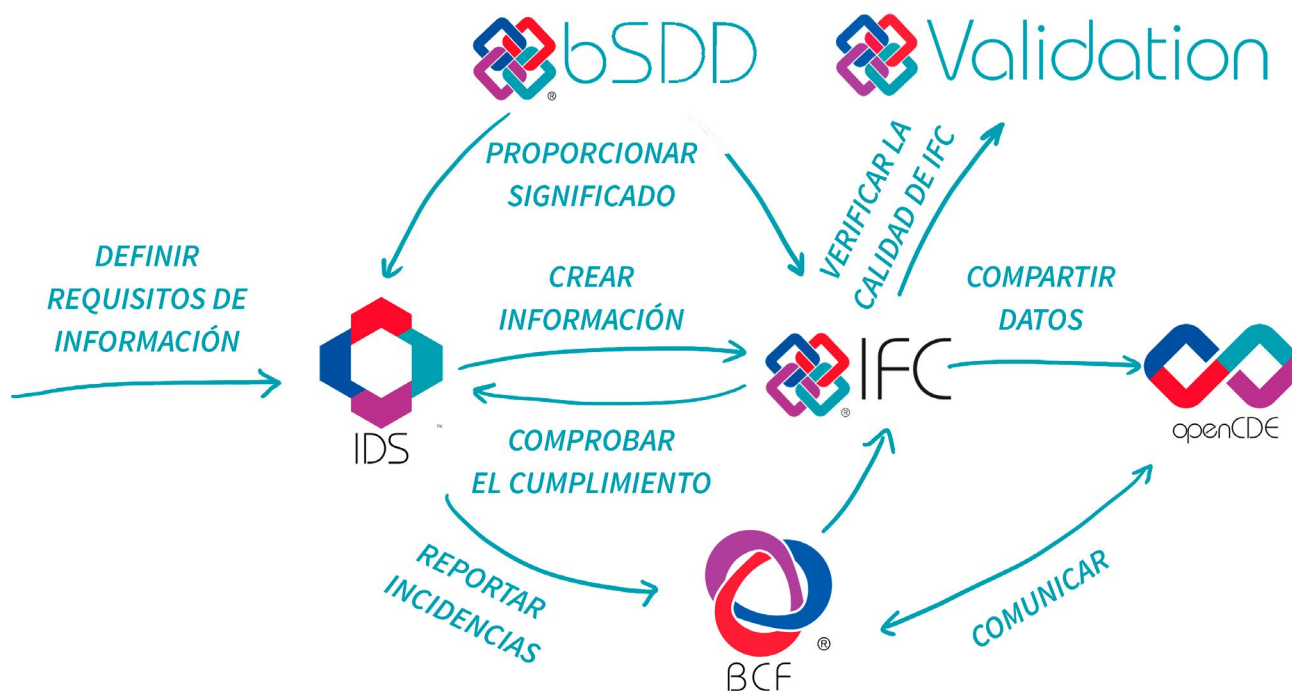 bSDD
®
Validation
PROPORCIONAR
SIGNIFICADO
VERIFICAR LA
CALIDAD DE IFC
DEFINIR
REQUISITOS DE
INFORMACIÓN
CREAR
INFORMACIÓN
COMPARTIR
DATOS
IFC
®
openCDE
IDS
™
COMPROBAR
EL CUMPLIMIENTO
REPORTAR
INCIDENCIAS
COMUNICAR
®
BCF